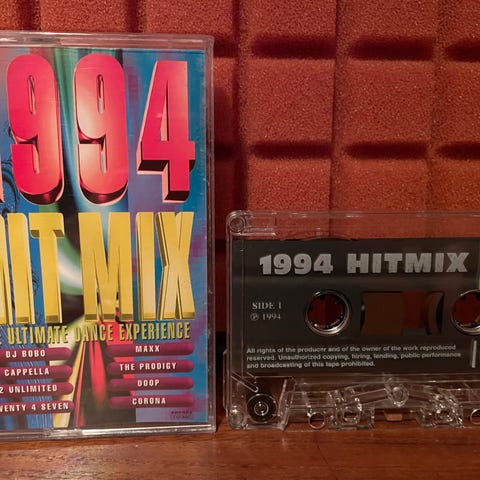 1994
HIT MIX
E ULTIMATE DANCE EXPERIENCE
DJ BOBO
CAPPELLA
2 UNLIMITED
WENTY 4 SEVEN
MAXX
THE PRODIGY
DOOP
CORONA
1994 HITMIX
SIDE 1
℗ 1994
All rights of the producer and of the owner of the work reproduced
reserved. Unauthorized copying, hiring, lending, public performance
and broadcasting of this tape prohibited.